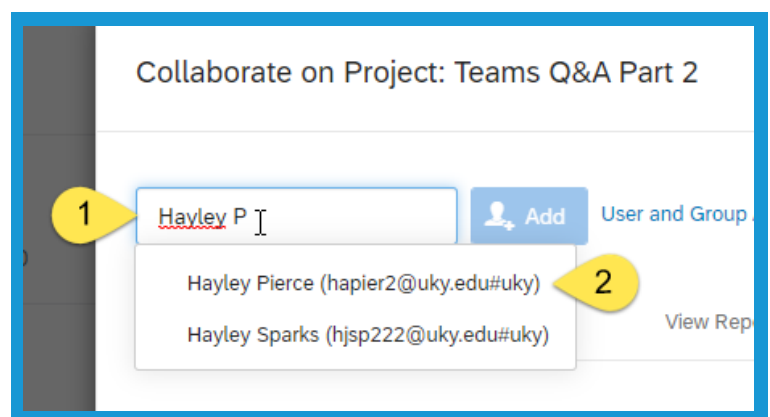 Collaborate on Project: Teams Q&A Part 2
1
Hayley P
Add
User and Group
Hayley Pierce (hapier2@uky.edu#uky)
2
Hayley Sparks (hjsp222@uky.edu#uky)
View Rep